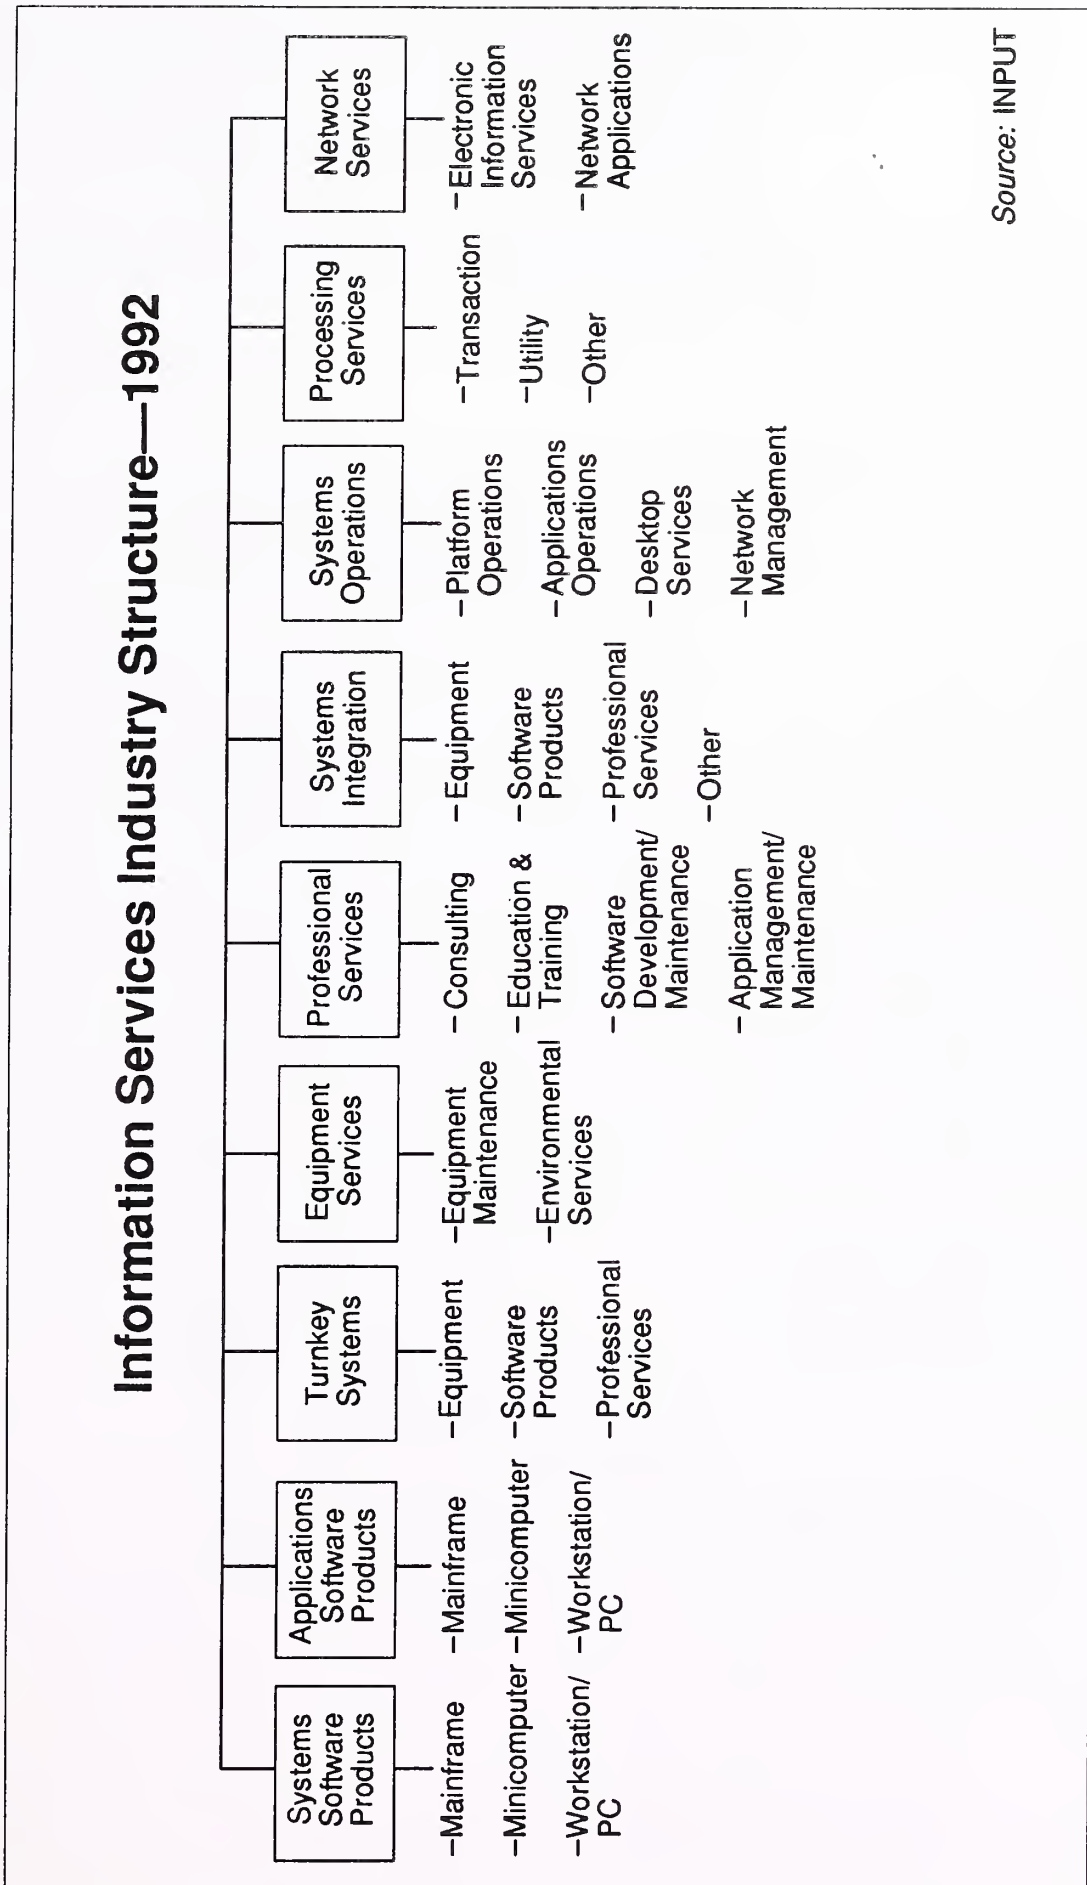 Information Services Industry Structure—1992
Systems
Software
Products
–Mainframe
–Minicomputer
–Workstation/
PC
Applications
Software
Products
–Mainframe
–Minicomputer
–Workstation/
PC
Turnkey
Systems
–Equipment
–Software
Products
–Professional
Services
Equipment
Services
–Equipment
Maintenance
–Environmental
Services
Professional
Services
–Consulting
–Education &
Training
–Software
Development/
Maintenance
–Application
Management/
Maintenance
Systems
Integration
–Equipment
–Software
Products
–Professional
Services
–Other
Systems
Operations
–Platform
Operations
–Applications
Operations
–Desktop
Services
–Network
Management
Processing
Services
–Transaction
–Utility
–Other
Network
Services
–Electronic
Information
Services
–Network
Applications
Source: INPUT